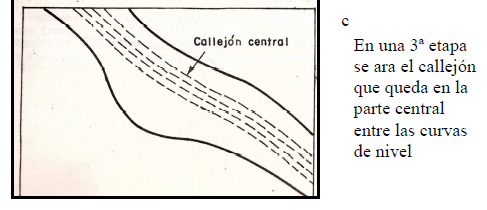 Callejón central
c
En una 3ª etapa
se ara el callejón
que queda en la
parte central
entre las curvas
de nivel